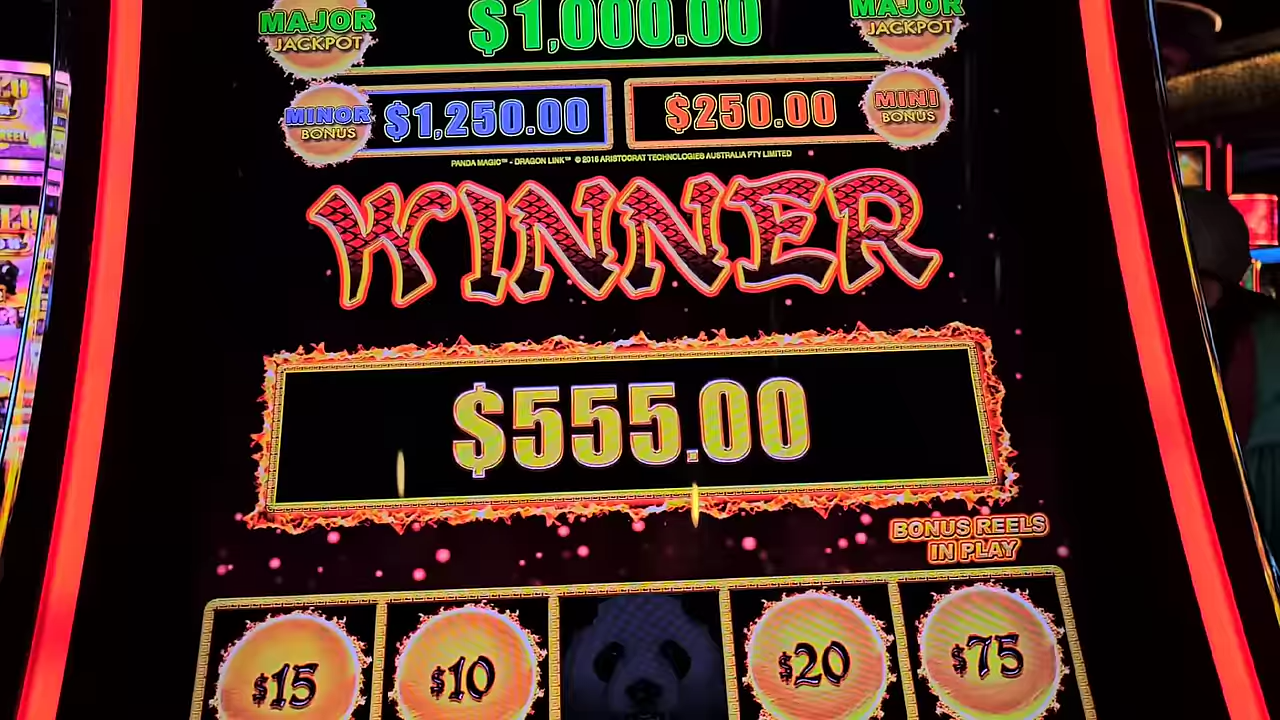 MAJOR JACKPOT
$1,000.00
MAJOR JACKPOT
MINOR BONUS
$1,250.00
$250.00
MINI BONUS
PANDA MAGIC™ - DRAGON LINK™ © 2016 ARISTOCRAT TECHNOLOGIES AUSTRALIA PTY LIMITED
WINNER
$555.00
BONUS REELS
IN PLAY
$15
$10
$20
$75